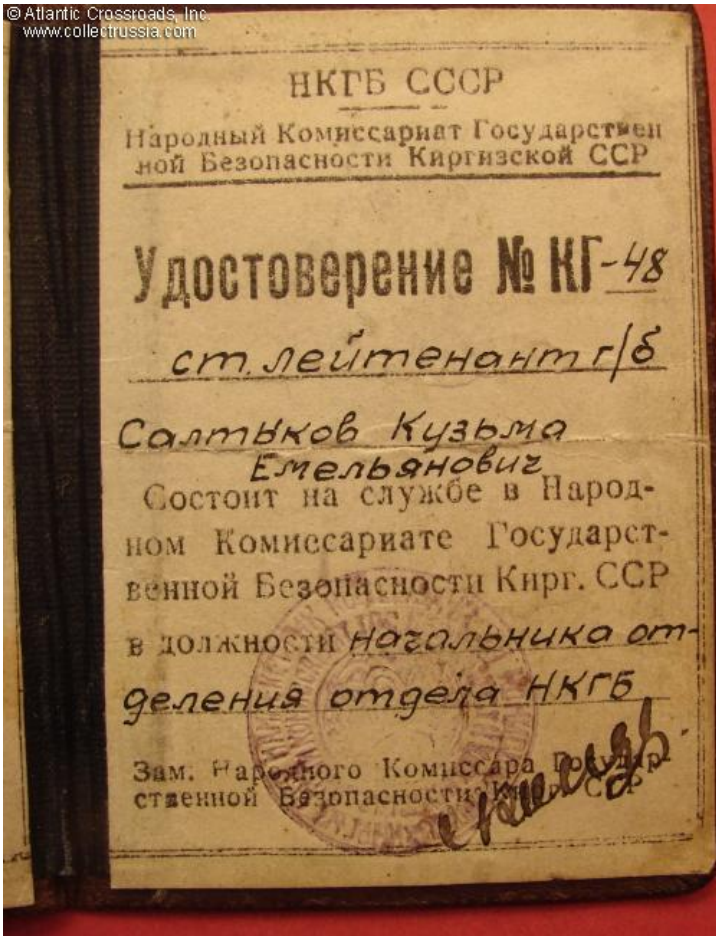 © Atlantic Crossroads, Inc.
www.collectrussia.com
НКГБ СССР
Народный Комиссариат Государствен
ной Безопасности Киргизской ССР
Удостоверение № КГ-48
ст. лейтенант г/б
Салтыков Кузьма
Емельянович
Состоит на службе в Народ-
ном Комиссариате Государст-
венной Безопасности Кирг. ССР
в должности начальника от-
деления отдела НКГБ
Зам. Народного Комиссара Государ-
ственной Безопасности Кирг. ССР